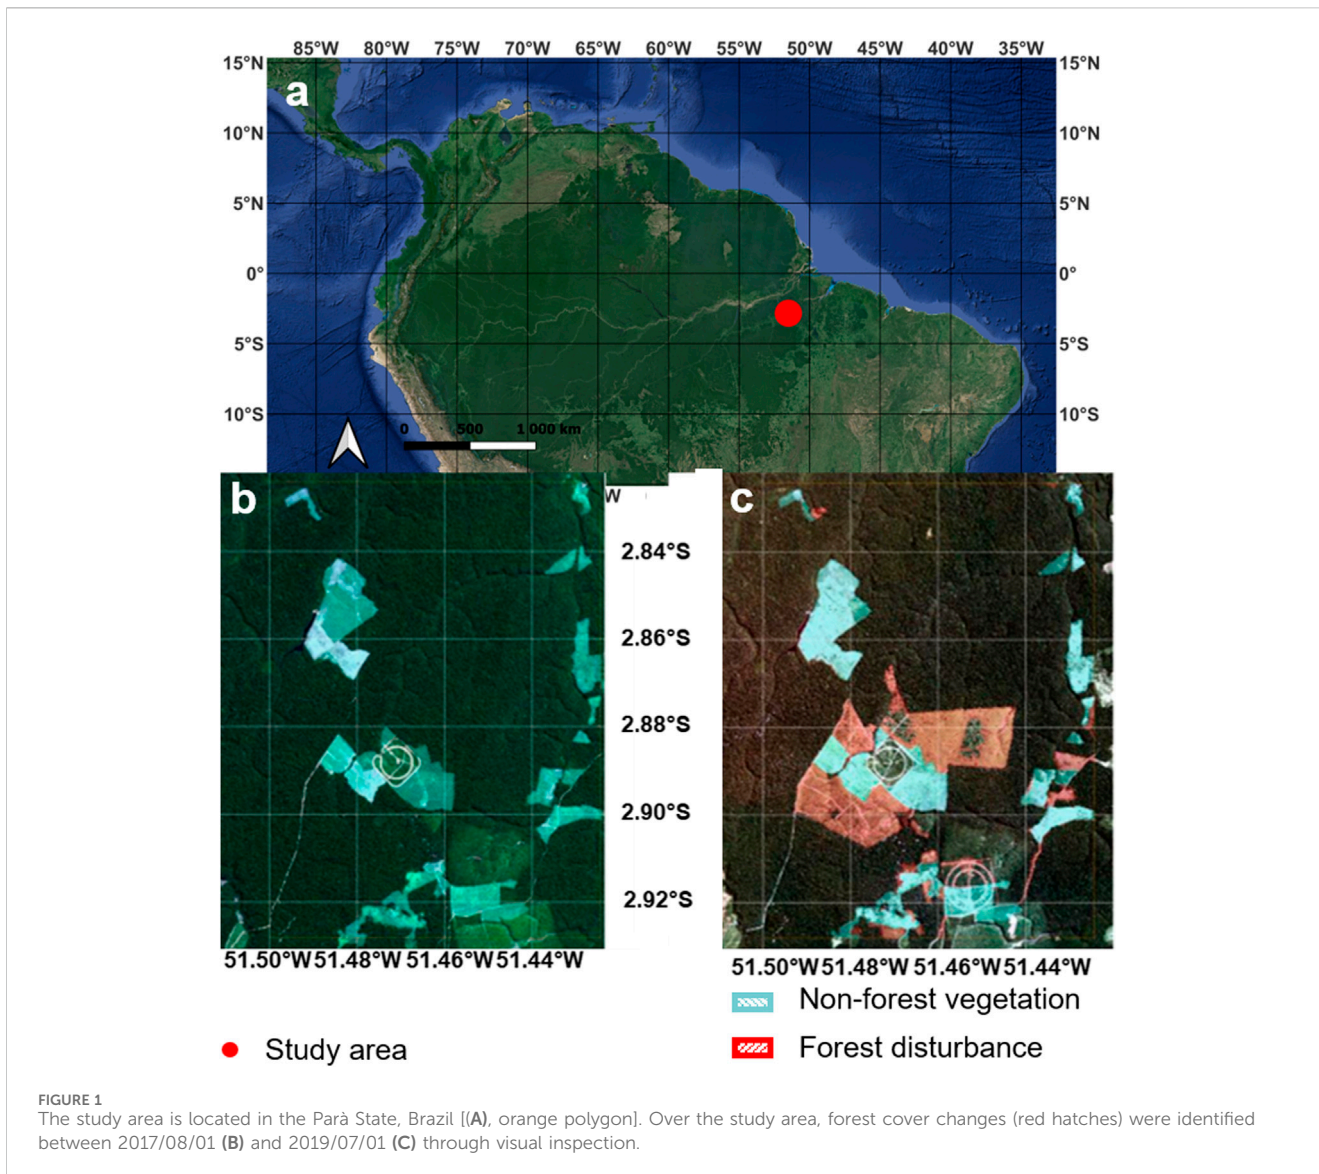 85°W 80°W 75°W 70°W 65°W 60°W 55°W 50°W 45°W 40°W 35°W
15°N 15°N
a
10°N 10°N
5°N 5°N
0° 0°
5°S 5°S
10°S 10°S
0 500 1 000 km
b W c
2.84°S
2.86°S
2.88°S
2.90°S
2.92°S
51.50°W 51.48°W 51.46°W 51.44°W 51.50°W 51.48°W 51.46°W 51.44°W
Non-forest vegetation
Study area Forest disturbance
FIGURE 1
The study area is located in the Parà State, Brazil [(A), orange polygon]. Over the study area, forest cover changes (red hatches) were identified
between 2017/08/01 (B) and 2019/07/01 (C) through visual inspection.